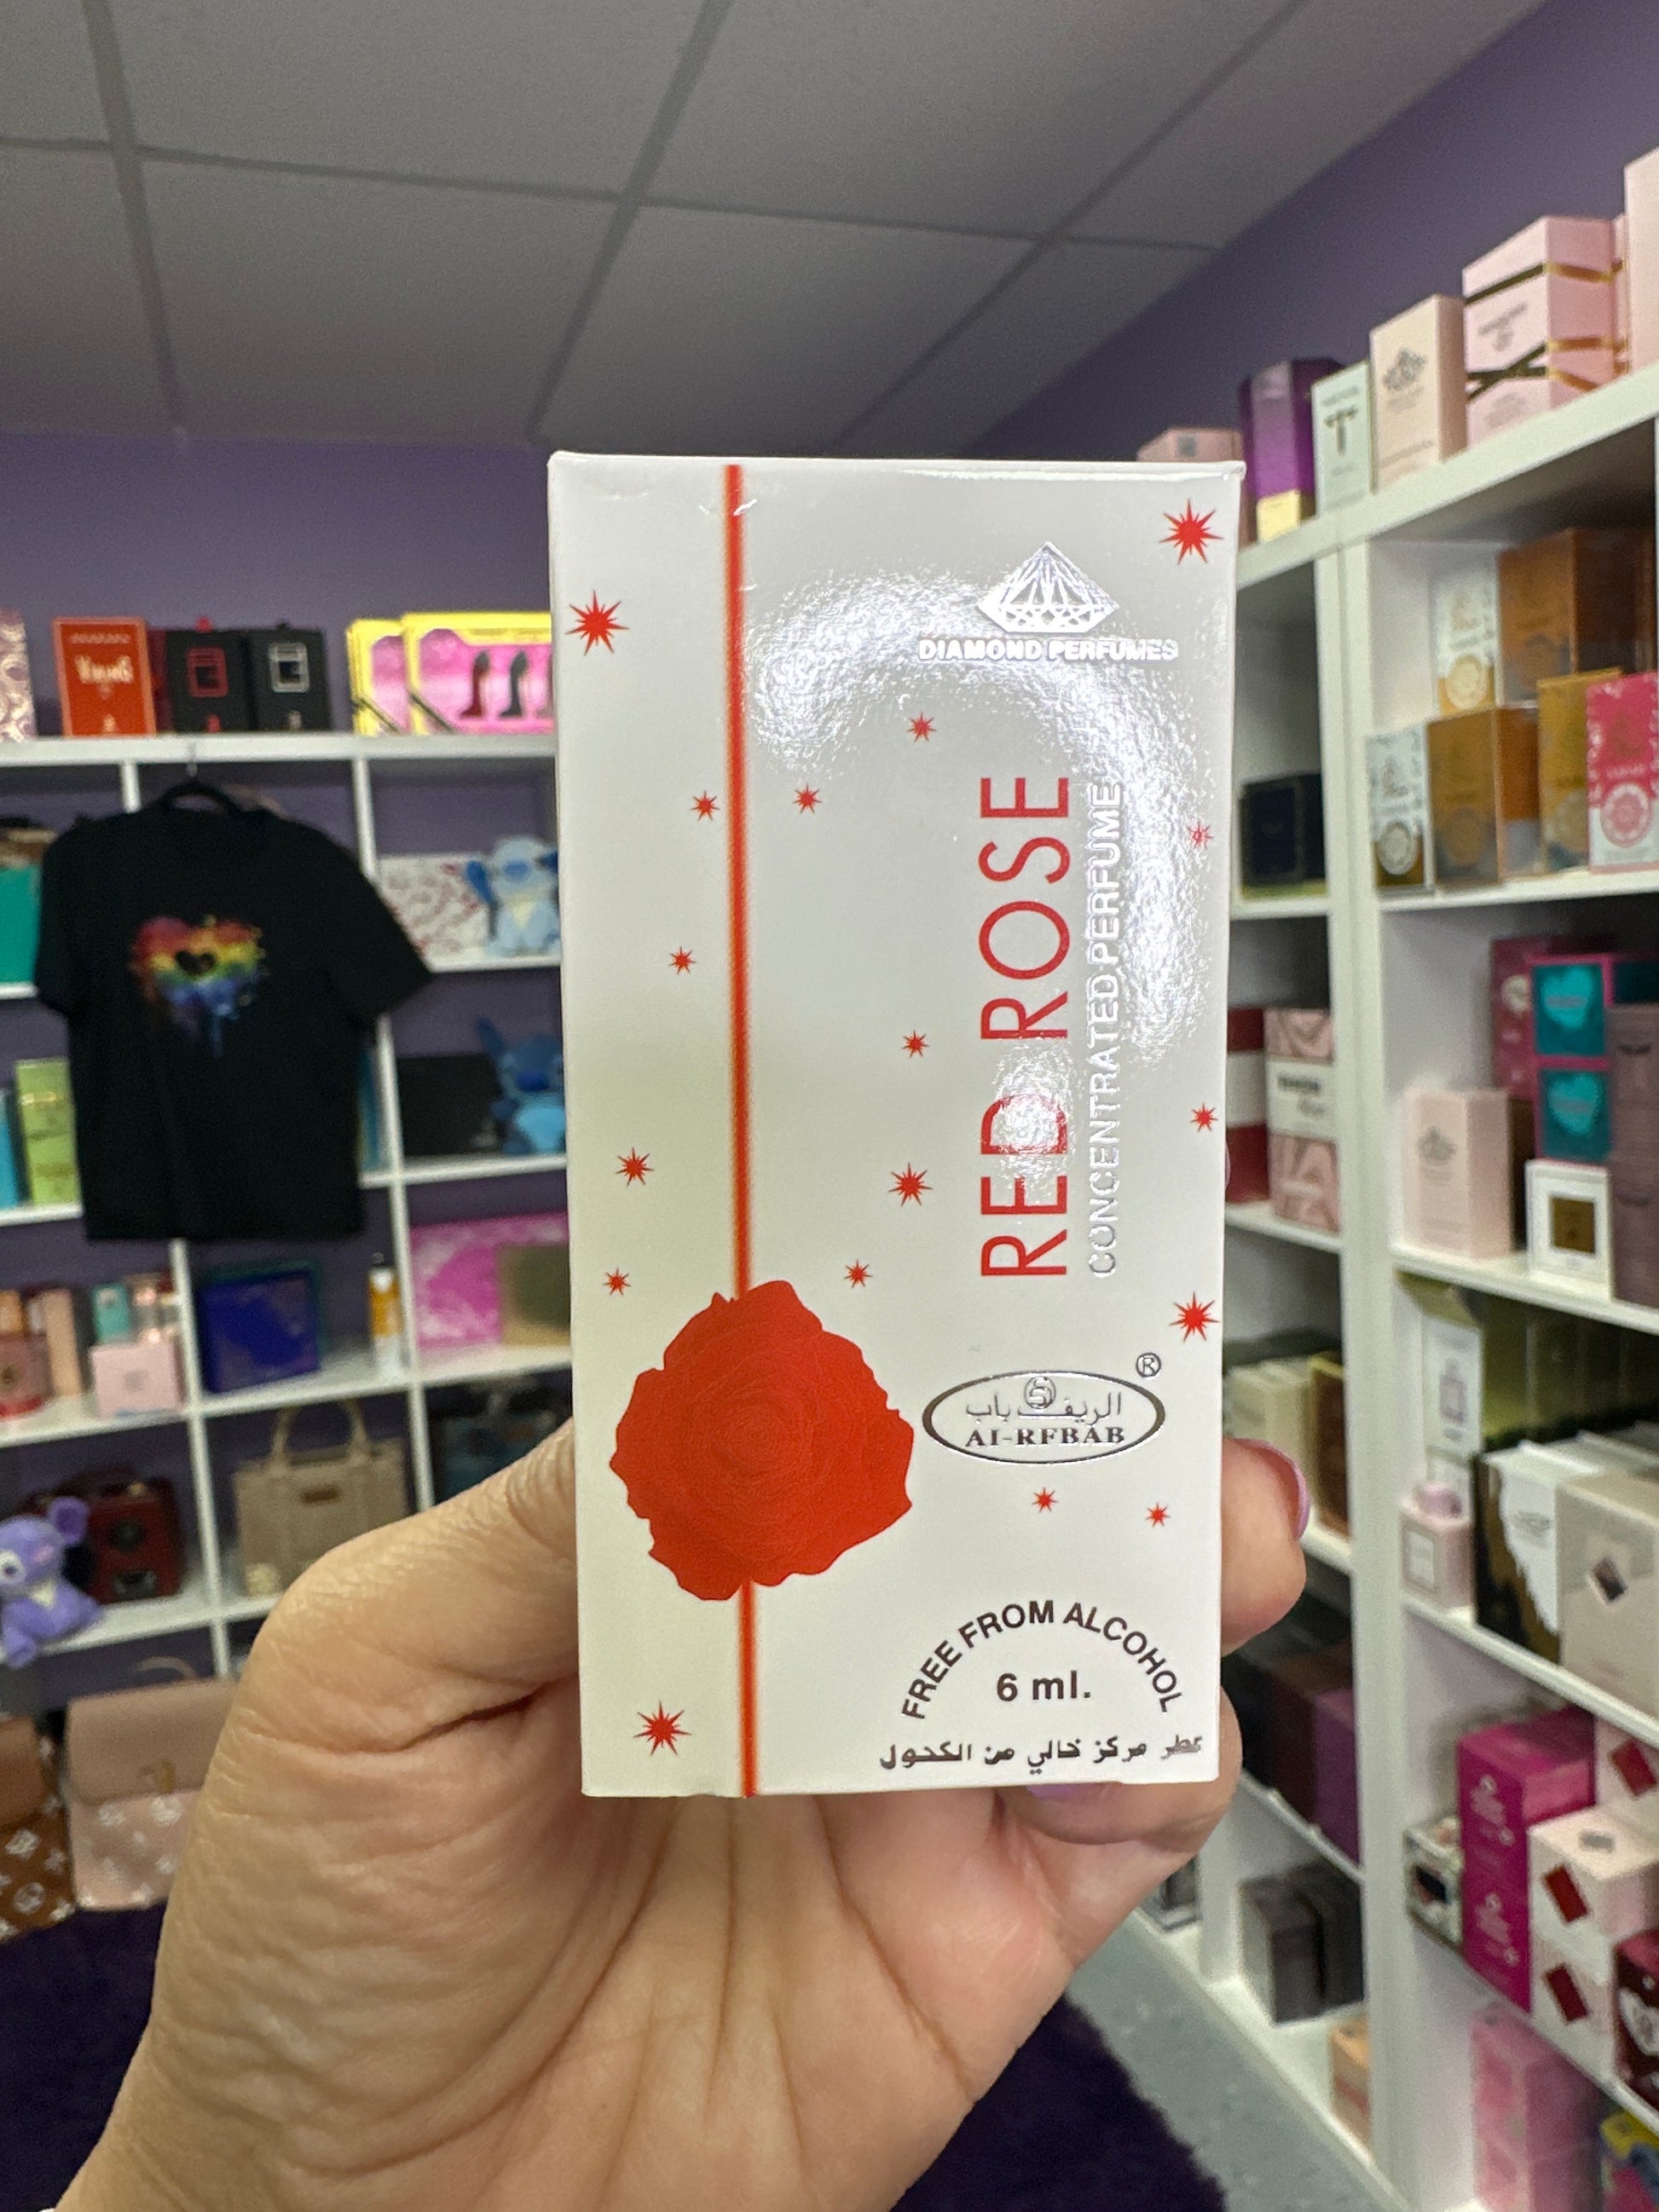 DIAMOND PERFUMES
RED ROSE
CONCENTRATED PERFUME
®
الريف باب
AI-RFBAB
FREE FROM ALCOHOL
6 ml.
عطر مركز خالي من الكحول